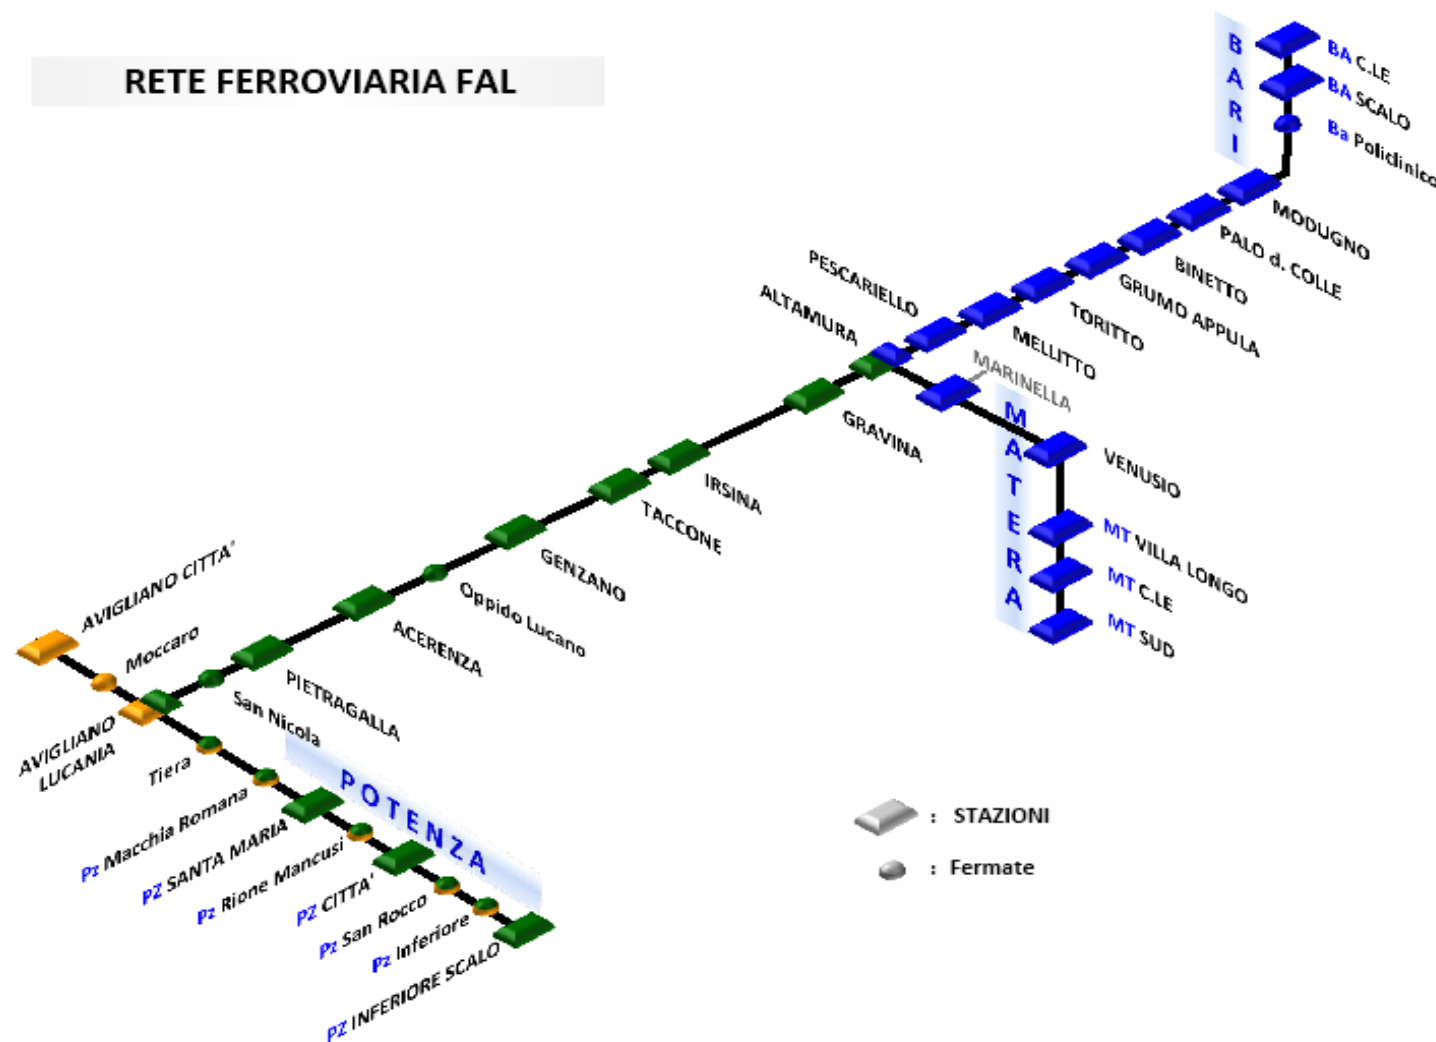 RETE FERROVIARIA FAL
BARI
BA C.LE
BA SCALO
Ba Policlinico
MODUGNO
PALO d. COLLE
BINETTO
GRUMO APPULA
TORITTO
MELLITTO
PESCARIELLO
ALTAMURA
MARINELLA
MATERA
VENUSIO
MT VILLA LONGO
MT C.LE
MT SUD
GRAVINA
IRSINA
TACCONE
GENZANO
Oppido Lucano
ACERENZA
PIETRAGALLA
San Nicola
AVIGLIANO CITTA'
Moccaro
AVIGLIANO
LUCANIA
Tiera
POTENZA
Pz Macchia Romana
PZ SANTA MARIA
Pz Rione Mancusi
PZ CITTA'
Pz San Rocco
Pz Inferiore
PZ INFERIORE SCALO
: STAZIONI
: Fermate